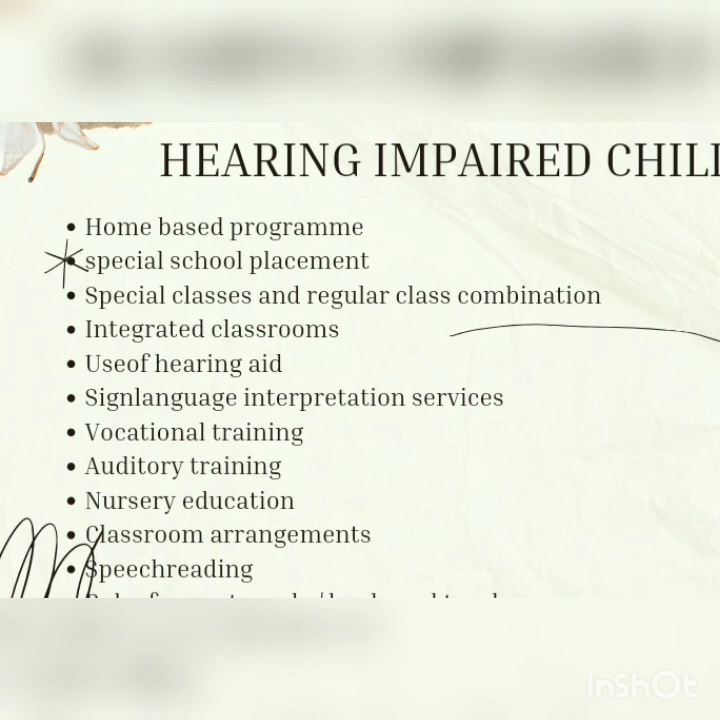 HEARING IMPAIRED CHIL
• Home based programme
• special school placement
• Special classes and regular class combination
• Integrated classrooms
• Useof hearing aid
• Signlanguage interpretation services
• Vocational training
• Auditory training
• Nursery education
• Classroom arrangements
• Speechreading
InShOt